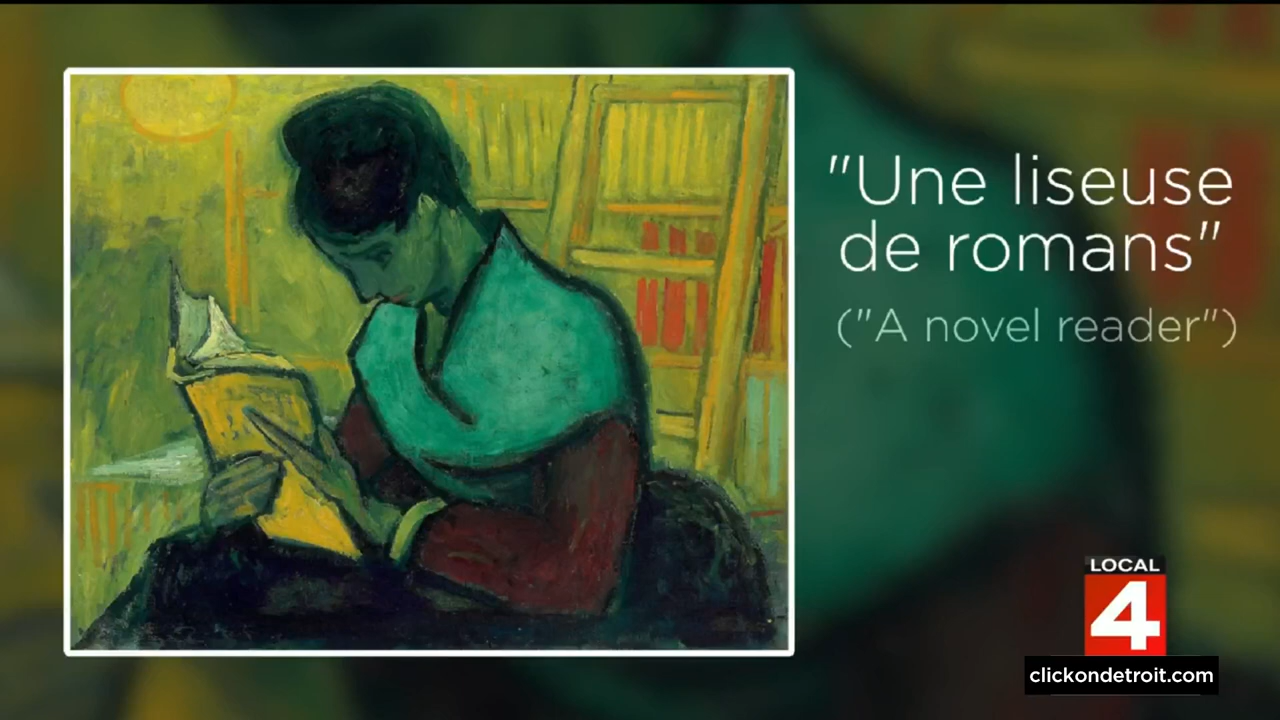 "Une liseuse
de romans"
("A novel reader")
LOCAL
4
clickondetroit.com